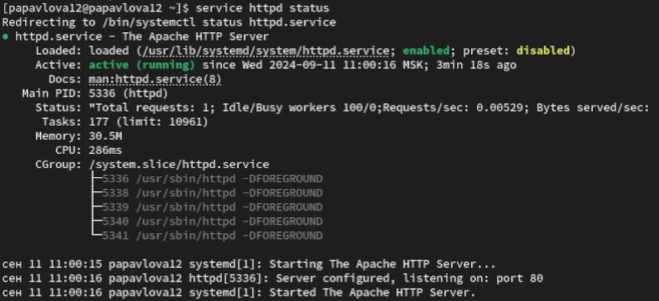 [papavlova12@papavlova12 ~]$ service httpd status
Redirecting to /bin/systemctl status httpd.service
● httpd.service - The Apache HTTP Server
Loaded: loaded (/usr/lib/systemd/system/httpd.service; enabled; preset: disabled)
Active: active (running) since Wed 2024-09-11 11:00:16 MSK; 3min 18s ago
Docs: man:httpd.service(8)
Main PID: 5336 (httpd)
Status: "Total requests: 1; Idle/Busy workers 100/0;Requests/sec: 0.00529; Bytes served/sec:
Tasks: 177 (limit: 10961)
Memory: 30.5M
CPU: 286ms
CGroup: /system.slice/httpd.service
├─5336 /usr/sbin/httpd -DFOREGROUND
├─5338 /usr/sbin/httpd -DFOREGROUND
├─5339 /usr/sbin/httpd -DFOREGROUND
├─5340 /usr/sbin/httpd -DFOREGROUND
└─5341 /usr/sbin/httpd -DFOREGROUND
сен 11 11:00:15 papavlova12 systemd[1]: Starting The Apache HTTP Server...
сен 11 11:00:16 papavlova12 httpd[5336]: Server configured, listening on: port 80
сен 11 11:00:16 papavlova12 systemd[1]: Started The Apache HTTP Server.